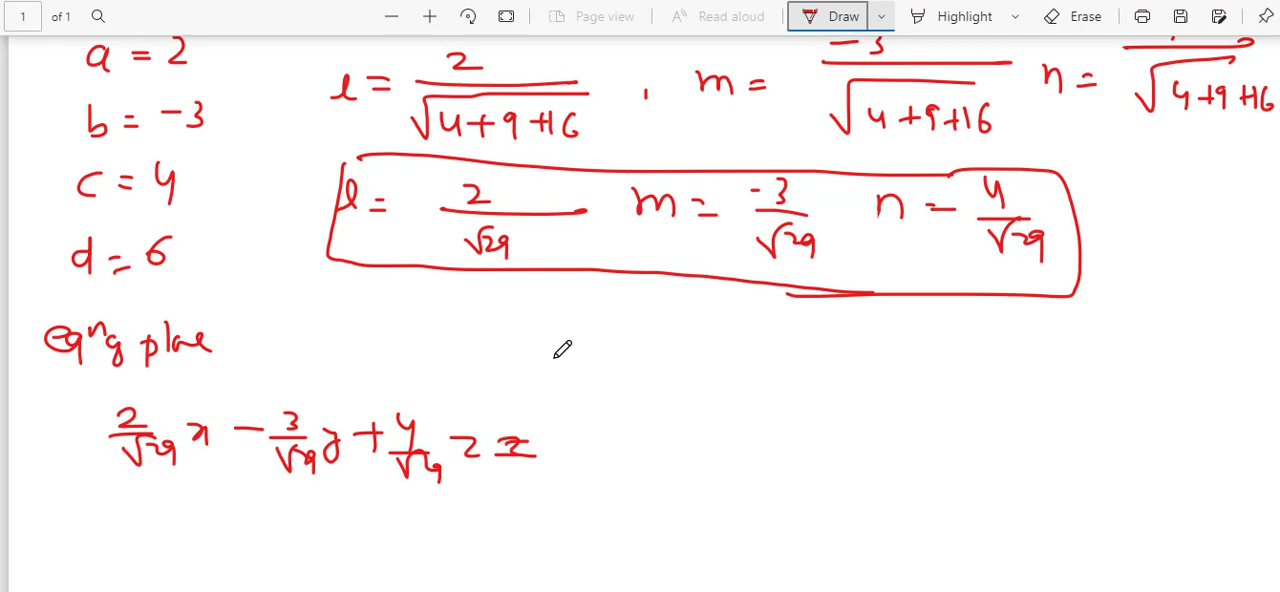 1 of 1 Page view Read aloud Draw Highlight Erase
a = 2
l = 2/√(4+9+16) , m = -3/√(4+9+16) n = /√(4+9+16)
b = -3
c = 4
l = 2/√29 m = -3/√29 n = 4/√29
d = 6
eqⁿ of plane
2/√29 x - 3/√29 y + 4/√29 z =